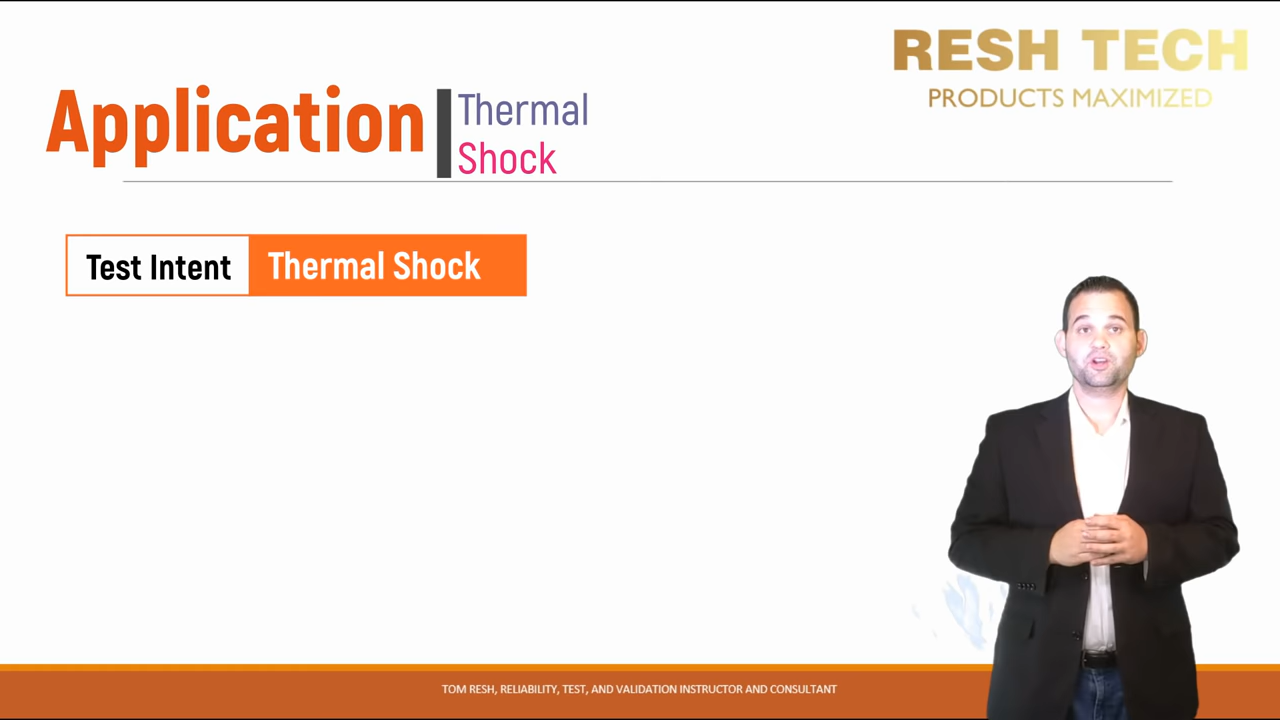 RESH TECH
PRODUCTS MAXIMIZED
Application
Thermal
Shock
Test Intent Thermal Shock
TOM RESH, RELIABILITY, TEST, AND VALIDATION INSTRUCTOR AND CONSULTANT